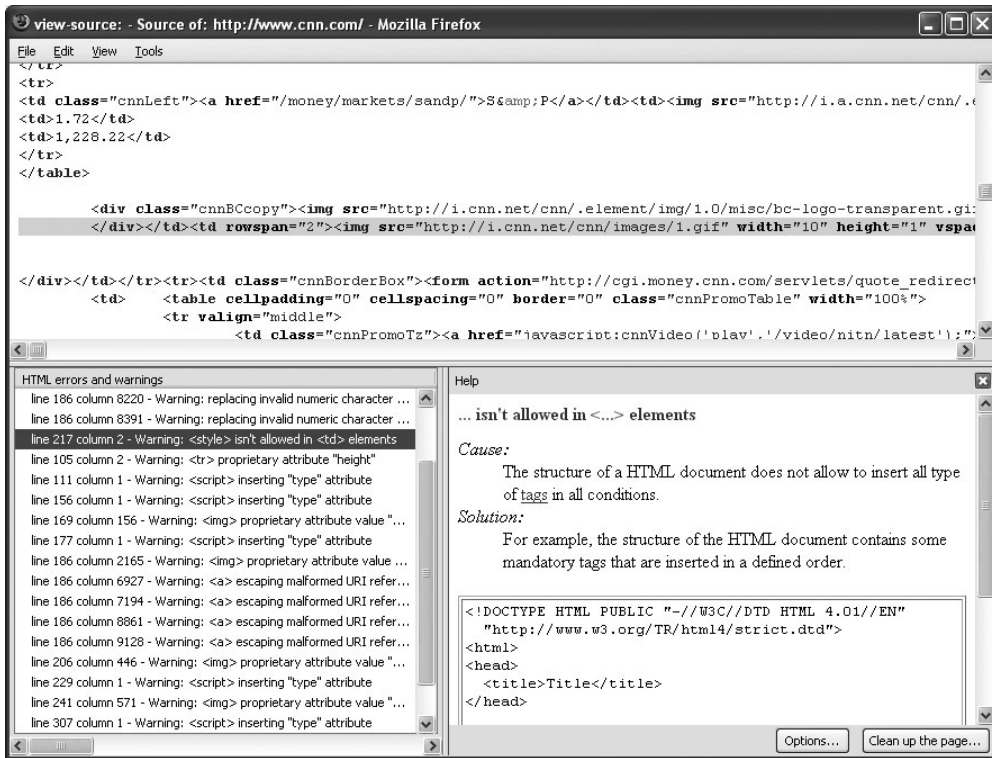 view-source: - Source of: http://www.cnn.com/ - Mozilla Firefox
File Edit View Tools
</tr>
<tr>
<td class="cnnLeft"><a href="/money/markets/sandp/">S&amp;P</a></td><td><img src="http://i.a.cnn.net/cnn/.e
<td>1.72</td>
<td>1,228.22</td>
</tr>
</table>
<div class="cnnBCcopy"><img src="http://i.cnn.net/cnn/.element/img/1.0/misc/bc-logo-transparent.gi
</div></td><td rowspan="2"><img src="http://i.cnn.net/cnn/images/1.gif" width="10" height="1" vspac
</div></td></tr><tr><td class="cnnBorderBox"><form action="http://cgi.money.cnn.com/servlets/quote_redirect
<td> <table cellpadding="0" cellspacing="0" border="0" class="cnnPromoTable" width="100%">
<tr valign="middle">
<td class="cnnPromoTz"><a href="javascript:cnnVideo('play','/video/nitn/latest');">
HTML errors and warnings
line 186 column 8220 - Warning: replacing invalid numeric character ...
line 186 column 8391 - Warning: replacing invalid numeric character ...
line 217 column 2 - Warning: <style> isn't allowed in <td> elements
line 105 column 2 - Warning: <tr> proprietary attribute "height"
line 111 column 1 - Warning: <script> inserting "type" attribute
line 156 column 1 - Warning: <script> inserting "type" attribute
line 169 column 156 - Warning: <img> proprietary attribute value "...
line 177 column 1 - Warning: <script> inserting "type" attribute
line 186 column 2165 - Warning: <img> proprietary attribute value ...
line 186 column 6927 - Warning: <a> escaping malformed URI refer...
line 186 column 7194 - Warning: <a> escaping malformed URI refer...
line 186 column 8861 - Warning: <a> escaping malformed URI refer...
line 186 column 9128 - Warning: <a> escaping malformed URI refer...
line 206 column 446 - Warning: <img> proprietary attribute value "...
line 229 column 1 - Warning: <script> inserting "type" attribute
line 241 column 571 - Warning: <img> proprietary attribute value "...
line 307 column 1 - Warning: <script> inserting "type" attribute
Help
... isn't allowed in <...> elements
Cause:
The structure of a HTML document does not allow to insert all type
of tags in all conditions.
Solution:
For example, the structure of the HTML document contains some
mandatory tags that are inserted in a defined order.
<!DOCTYPE HTML PUBLIC "-//W3C//DTD HTML 4.01//EN"
"http://www.w3.org/TR/html4/strict.dtd">
<html>
<head>
<title>Title</title>
</head>
Options... Clean up the page...